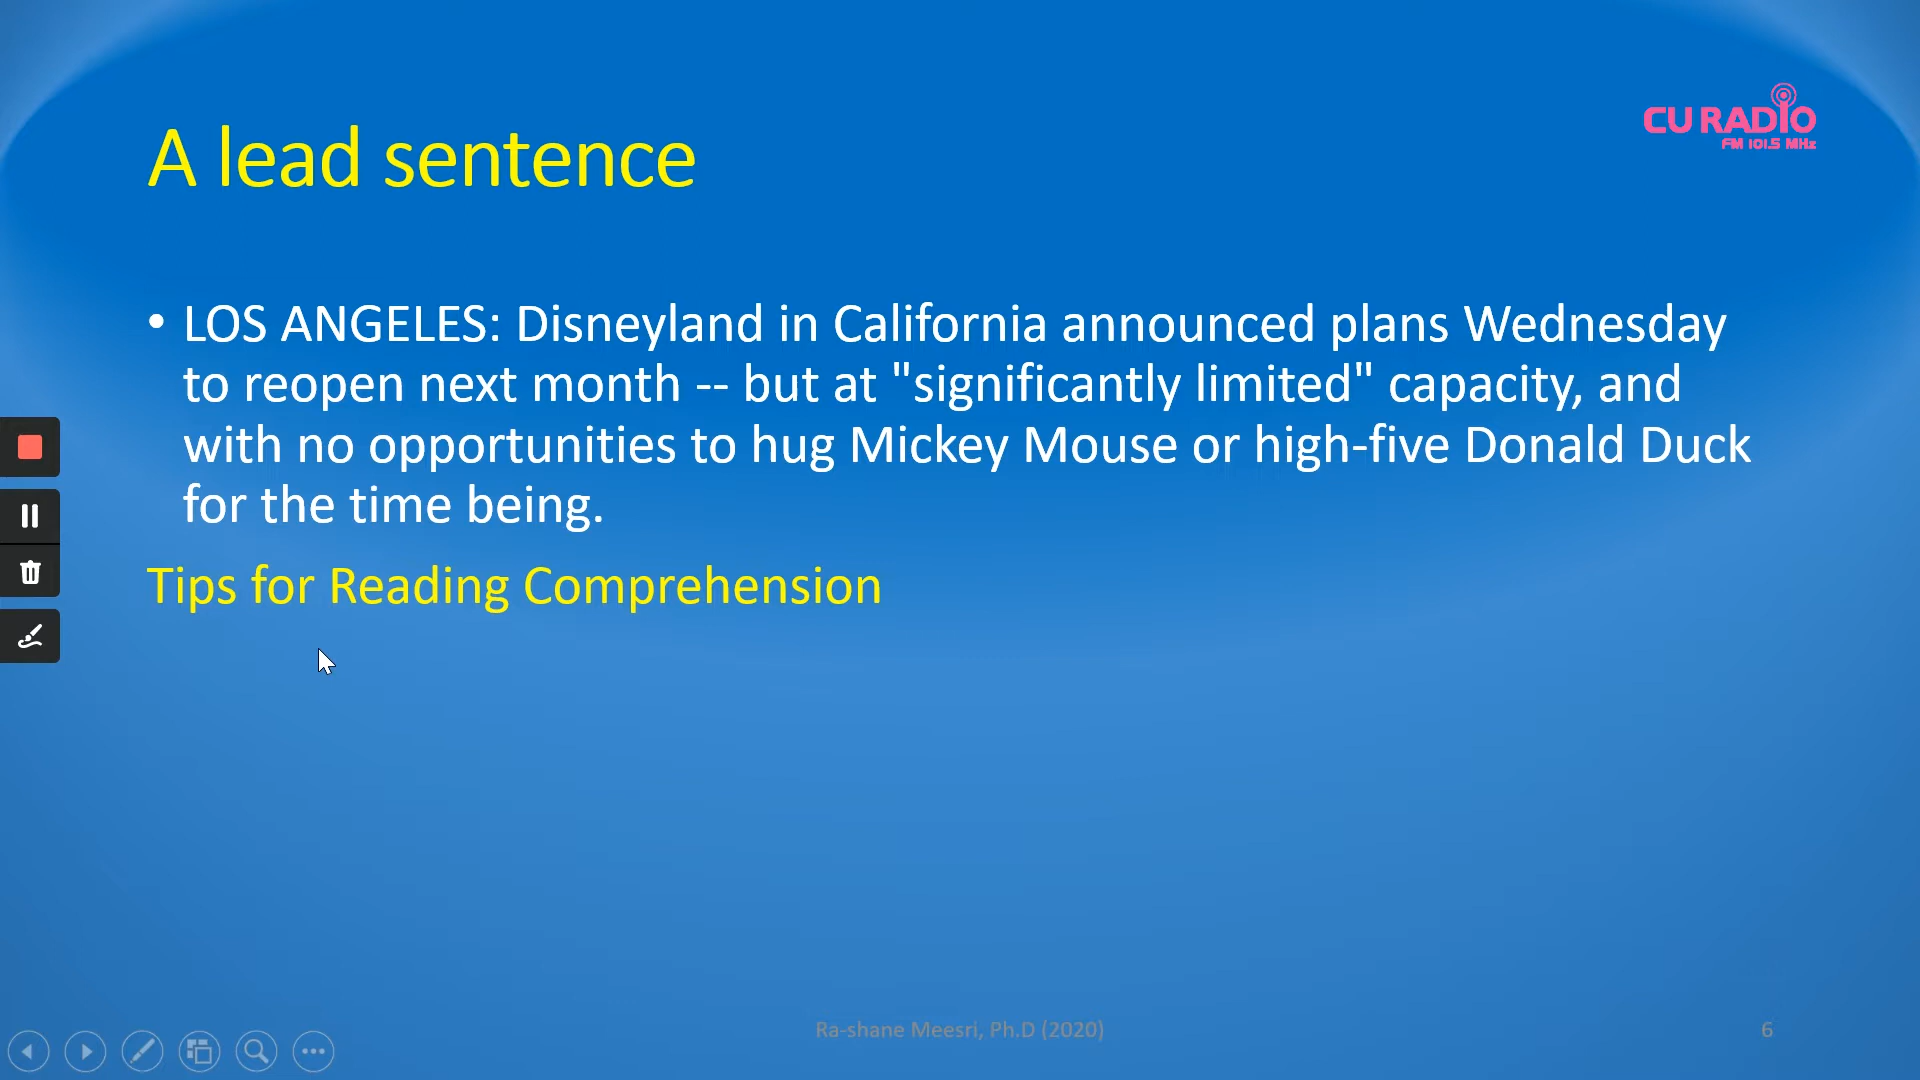 A lead sentence
CU RADIO
FM 101.5 MHz
• LOS ANGELES: Disneyland in California announced plans Wednesday
to reopen next month -- but at "significantly limited" capacity, and
with no opportunities to hug Mickey Mouse or high-five Donald Duck
for the time being.
Tips for Reading Comprehension
Ra-shane Meesri, Ph.D (2020)
6